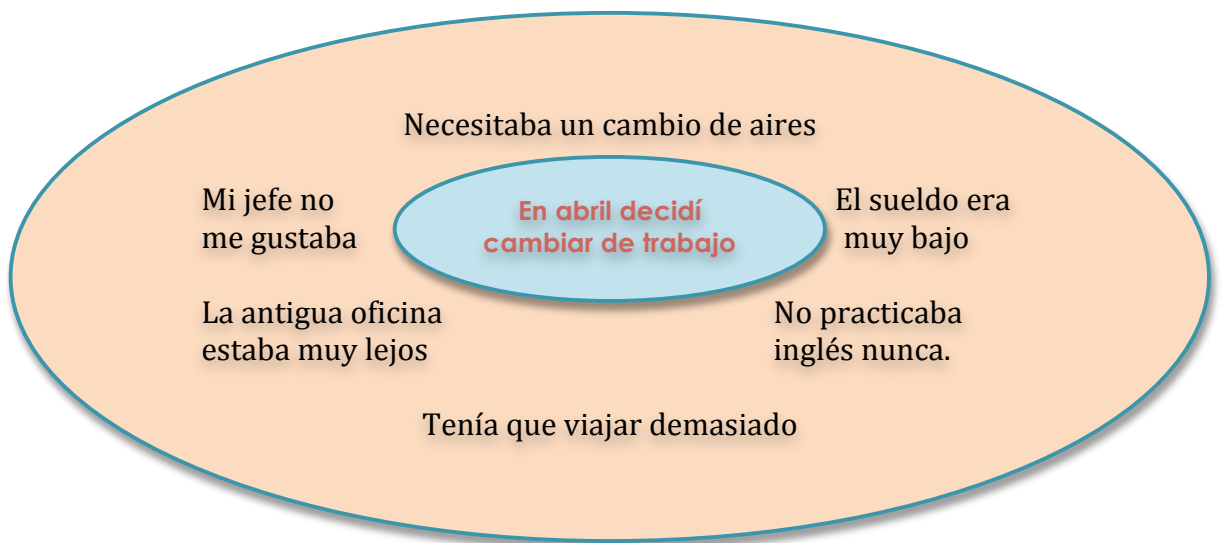 Necesitaba un cambio de aires
Mi jefe no
me gustaba
En abril decidí
cambiar de trabajo
El sueldo era
muy bajo
La antigua oficina
estaba muy lejos
No practicaba
inglés nunca.
Tenía que viajar demasiado